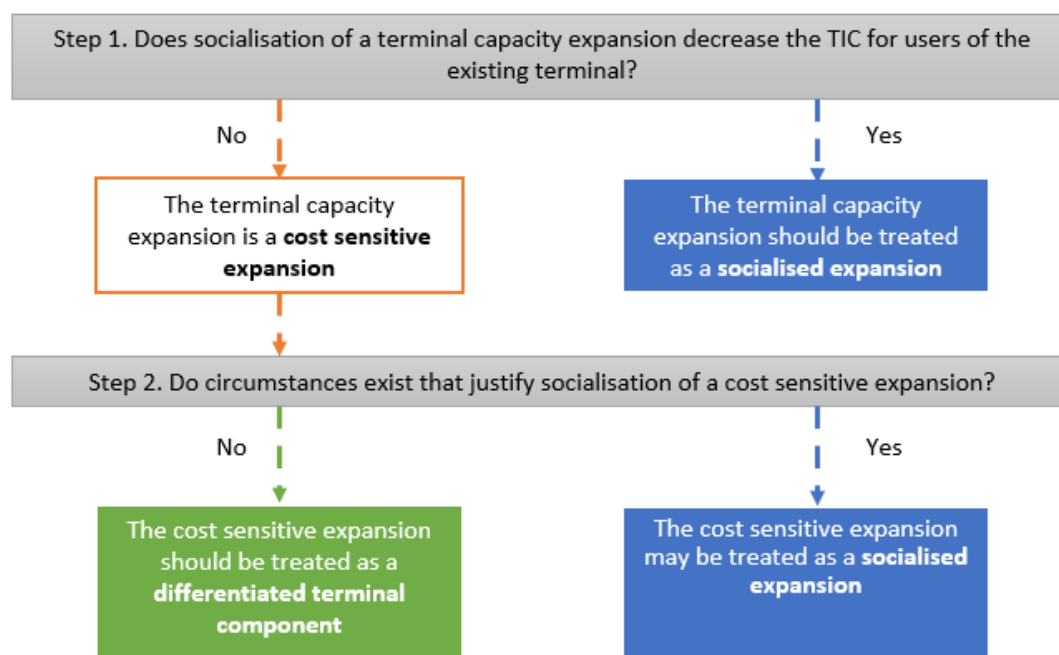 Step 1. Does socialisation of a terminal capacity expansion decrease the TIC for users of the
existing terminal?
No
Yes
The terminal capacity
expansion is a cost sensitive
expansion
The terminal capacity
expansion should be treated
as a socialised expansion
Step 2. Do circumstances exist that justify socialisation of a cost sensitive expansion?
No
Yes
The cost sensitive expansion
should be treated as a
differentiated terminal
component
The cost sensitive expansion
may be treated as a socialised
expansion